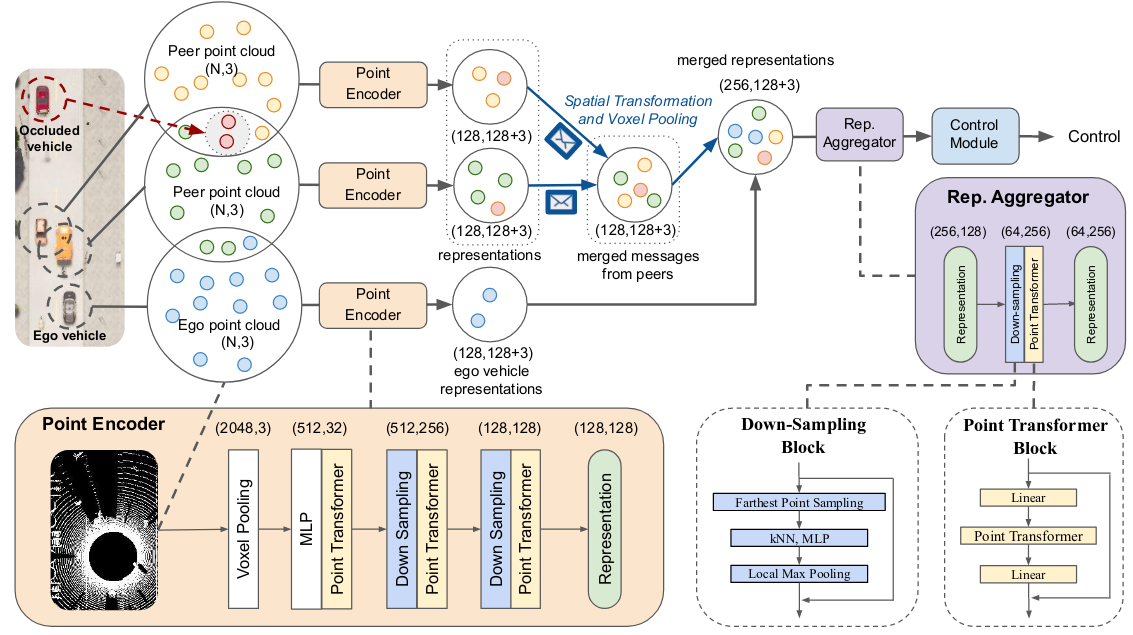 Peer point cloud
(N,3)
Occluded
vehicle
Peer point cloud
(N,3)
Ego vehicle
Ego point cloud
(N,3)
Point
Encoder
Point
Encoder
Point
Encoder
(128,128+3)
(128,128+3)
representations
(128,128+3)
ego vehicle
representations
Spatial Transformation
and Voxel Pooling
(128,128+3)
merged messages
from peers
merged representations
(256,128+3)
Rep.
Aggregator
Control
Module
Control
Rep. Aggregator
(256,128)
(64,256)
(64,256)
Representation
Down-sampling
Point Transformer
Representation
Point Encoder
(2048,3)
(512,32)
(512,256)
(128,128)
(128,128)
Voxel Pooling
MLP
Point Transformer
Down Sampling
Point Transformer
Down Sampling
Point Transformer
Representation
Down-Sampling
Block
Farthest Point Sampling
kNN, MLP
Local Max Pooling
Point Transformer
Block
Linear
Point Transformer
Linear